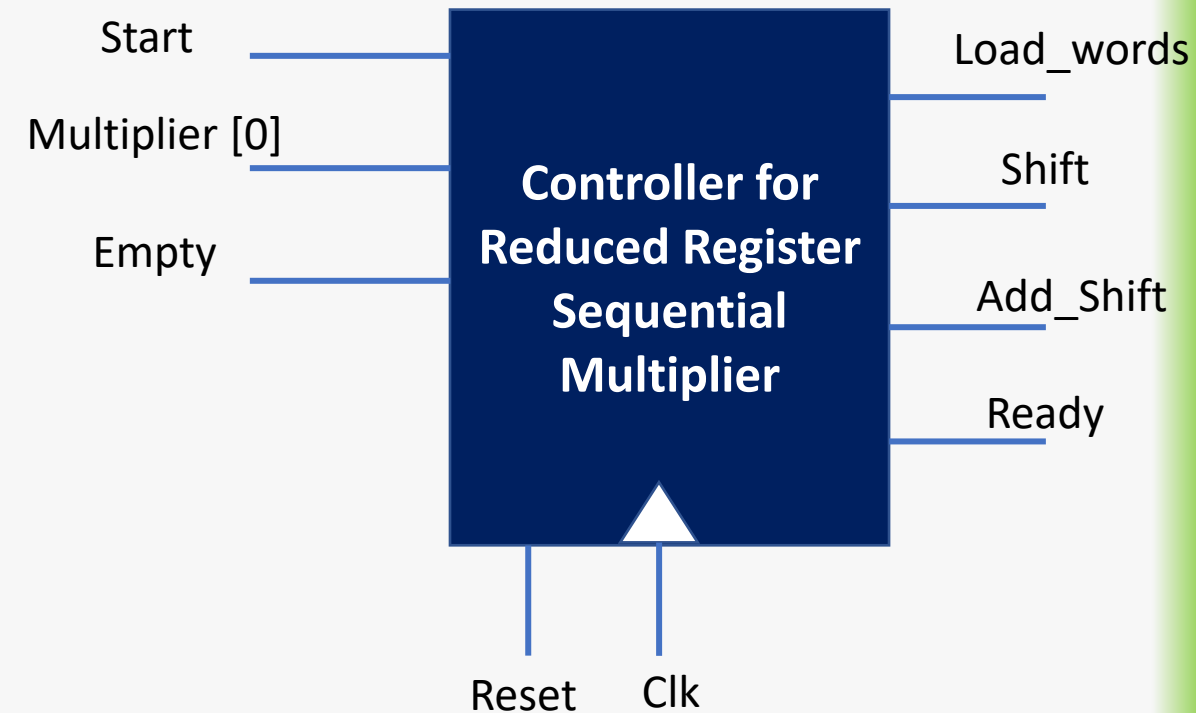 Start
Multiplier [0]
Empty
Controller for
Reduced Register
Sequential
Multiplier
Load_words
Shift
Add_Shift
Ready
Reset
Clk